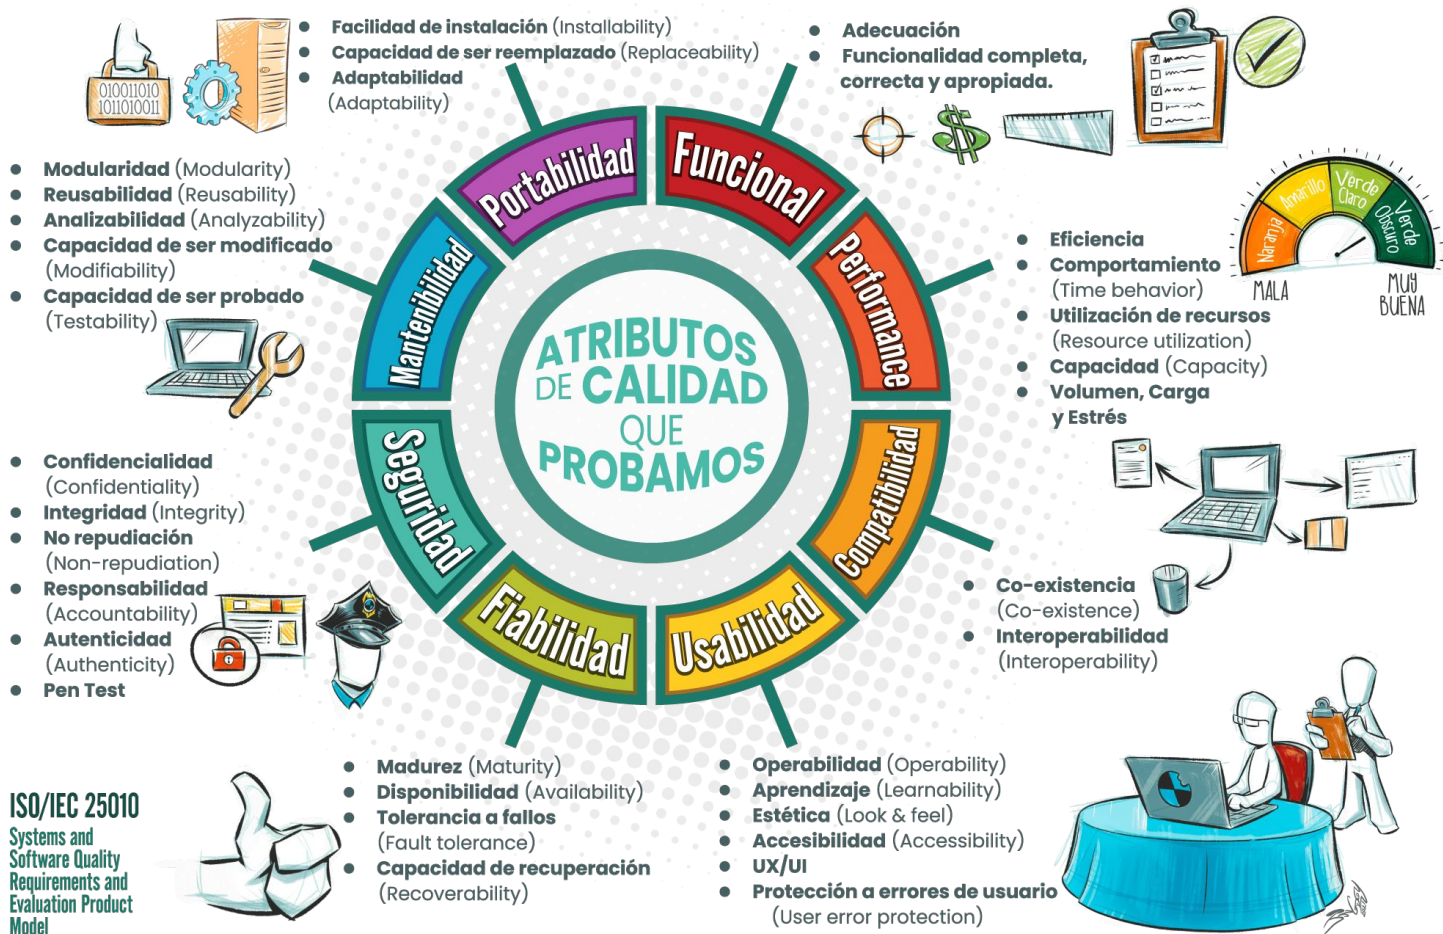 Facilidad de instalación (Installability)
Capacidad de ser reemplazado (Replaceability)
Adaptabilidad
(Adaptability)
010011010
1011010011
Adecuación
Funcionalidad completa,
correcta y apropiada.
Modularidad (Modularity)
Reusabilidad (Reusability)
Analizabilidad (Analyzability)
Capacidad de ser modificado
(Modifiability)
Capacidad de ser probado
(Testability)
Portabilidad
Funcional
Mantenibilidad
Performance
Seguridad
Compatibilidad
Fiabilidad
Usabilidad
ATRIBUTOS
DE CALIDAD
QUE
PROBAMOS
Naranja
Amarillo
Verde
Claro
Verde
Obscuro
MALA
MUY
BUENA
Eficiencia
Comportamiento
(Time behavior)
Utilización de recursos
(Resource utilization)
Capacidad (Capacity)
Volumen, Carga
y Estrés
Confidencialidad
(Confidentiality)
Integridad (Integrity)
No repudiación
(Non-repudiation)
Responsabilidad
(Accountability)
Autenticidad
(Authenticity)
Pen Test
Co-existencia
(Co-existence)
Interoperabilidad
(Interoperability)
Madurez (Maturity)
Disponibilidad (Availability)
Tolerancia a fallos
(Fault tolerance)
Capacidad de recuperación
(Recoverability)
Operabilidad (Operability)
Aprendizaje (Learnability)
Estética (Look & feel)
Accesibilidad (Accessibility)
UX/UI
Protección a errores de usuario
(User error protection)
ISO/IEC 25010
Systems and
Software Quality
Requirements and
Evaluation Product
Model